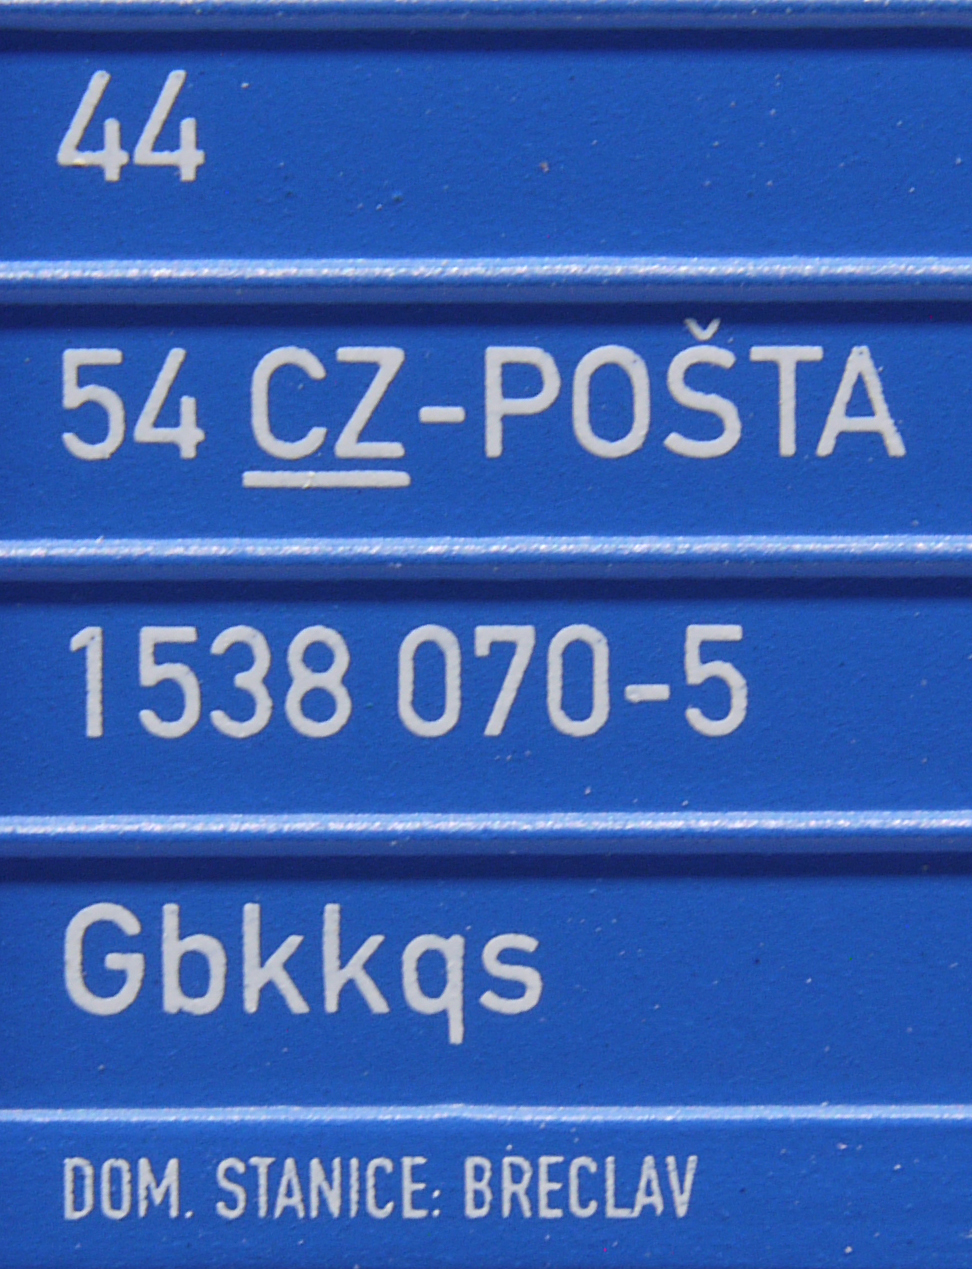 44
54 CZ-POŠTA
1538 070-5
Gbkkqs
DOM. STANICE: BRECLAV